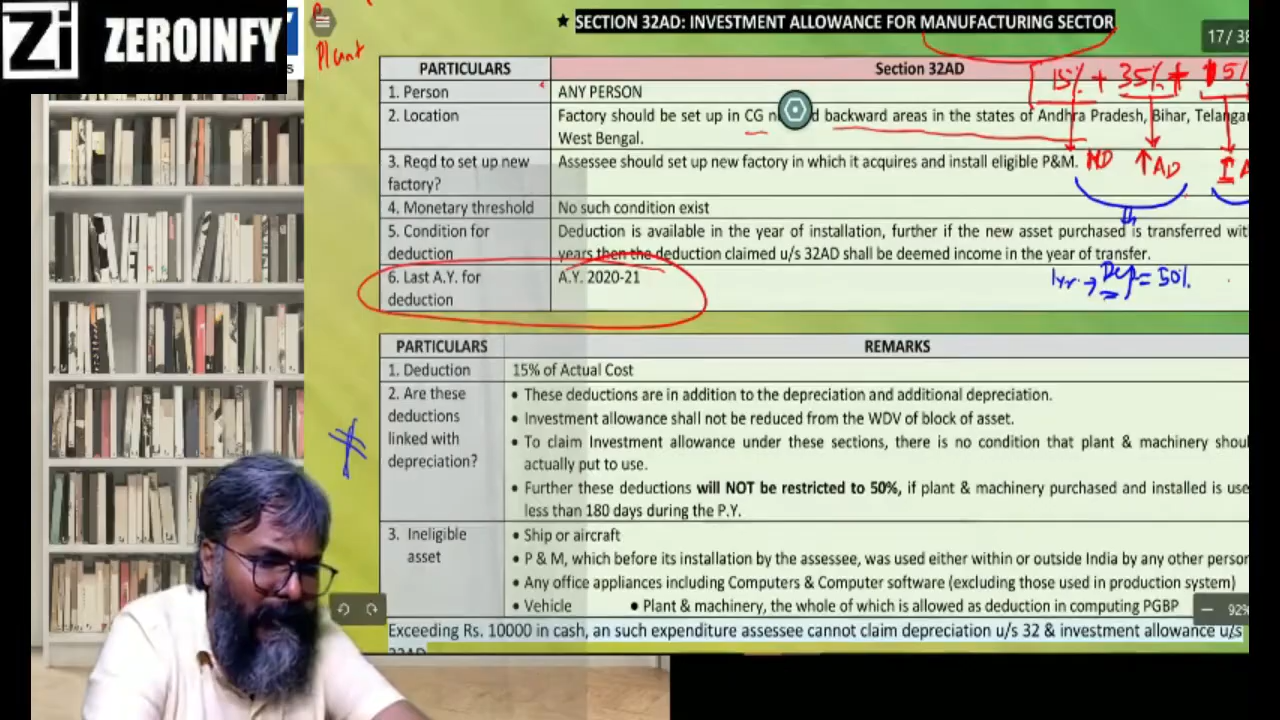 Zi ZEROINFY
Plant
★ SECTION 32AD: INVESTMENT ALLOWANCE FOR MANUFACTURING SECTOR
17/38
PARTICULARS Section 32AD
15% + 35% + 15%
1. Person ANY PERSON
2. Location Factory should be set up in CG backward areas in the states of Andhra Pradesh, Bihar,
West Bengal.
ND ↑AD I
3. Reqd to set up new Assessee should set up new factory in which it acquires and install eligible P&M.
factory?
4. Monetary threshold No such condition exist
5. Condition for Deduction is available in the year of installation, further if the new asset purchased is transferred
deduction years then the deduction claimed u/s 32AD shall be deemed income in the year of transfer.
6. Last A.Y. for A.Y. 2020-21
deduction
1yr. → Dep = 50%.
PARTICULARS REMARKS
1. Deduction 15% of Actual Cost
2. Are these • These deductions are in addition to the depreciation and additional depreciation.
deductions • Investment allowance shall not be reduced from the WDV of block of asset.
linked with • To claim Investment allowance under these sections, there is no condition that plant & machinery
depreciation? actually put to use.
• Further these deductions will NOT be restricted to 50%, if plant & machinery purchased and installed is
less than 180 days during the P.Y.
3. Ineligible • Ship or aircraft
asset • P & M, which before its installation by the assessee, was used either within or outside India by any other person
• Any office appliances including Computers & Computer software (excluding those used in production system)
• Vehicle • Plant & machinery, the whole of which is allowed as deduction in computing PGBP
92%
Exceeding Rs. 10000 in cash, an such expenditure assessee cannot claim depreciation u/s 32 & investment allowance u/s
32AD